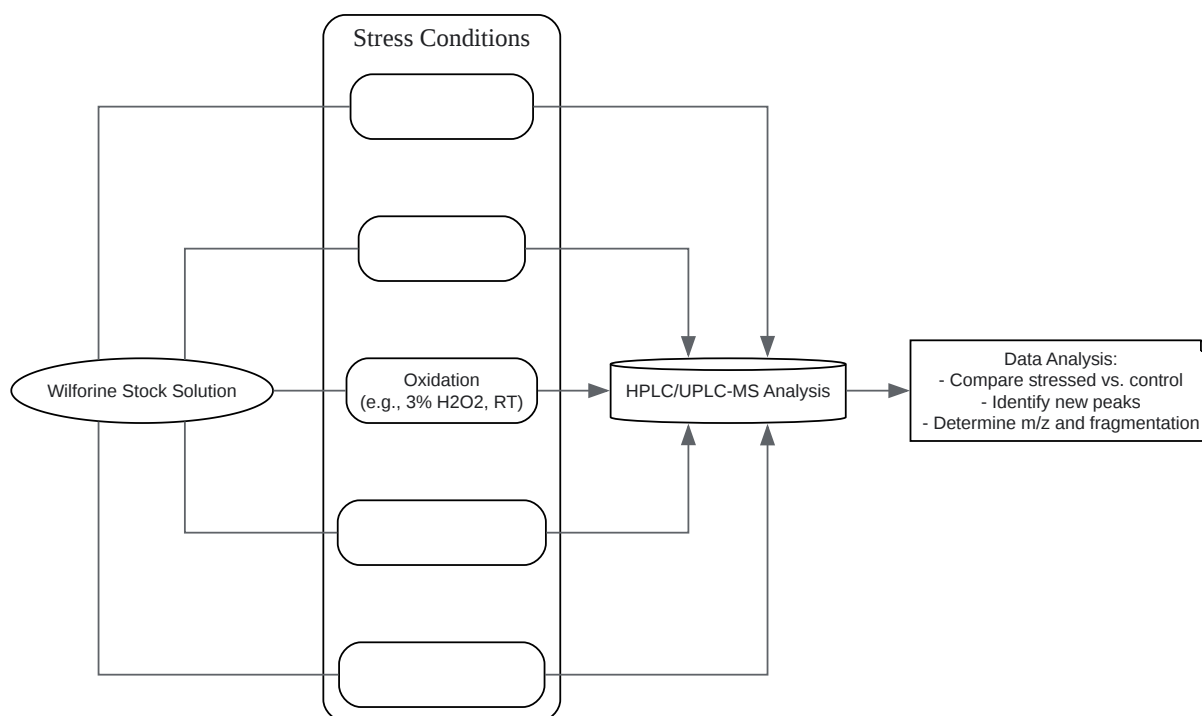 Stress Conditions
Wilforine Stock Solution
Oxidation
(e.g., 3% H2O2, RT)
HPLC/UPLC-MS Analysis
Data Analysis:
- Compare stressed vs. control
- Identify new peaks
- Determine m/z and fragmentation